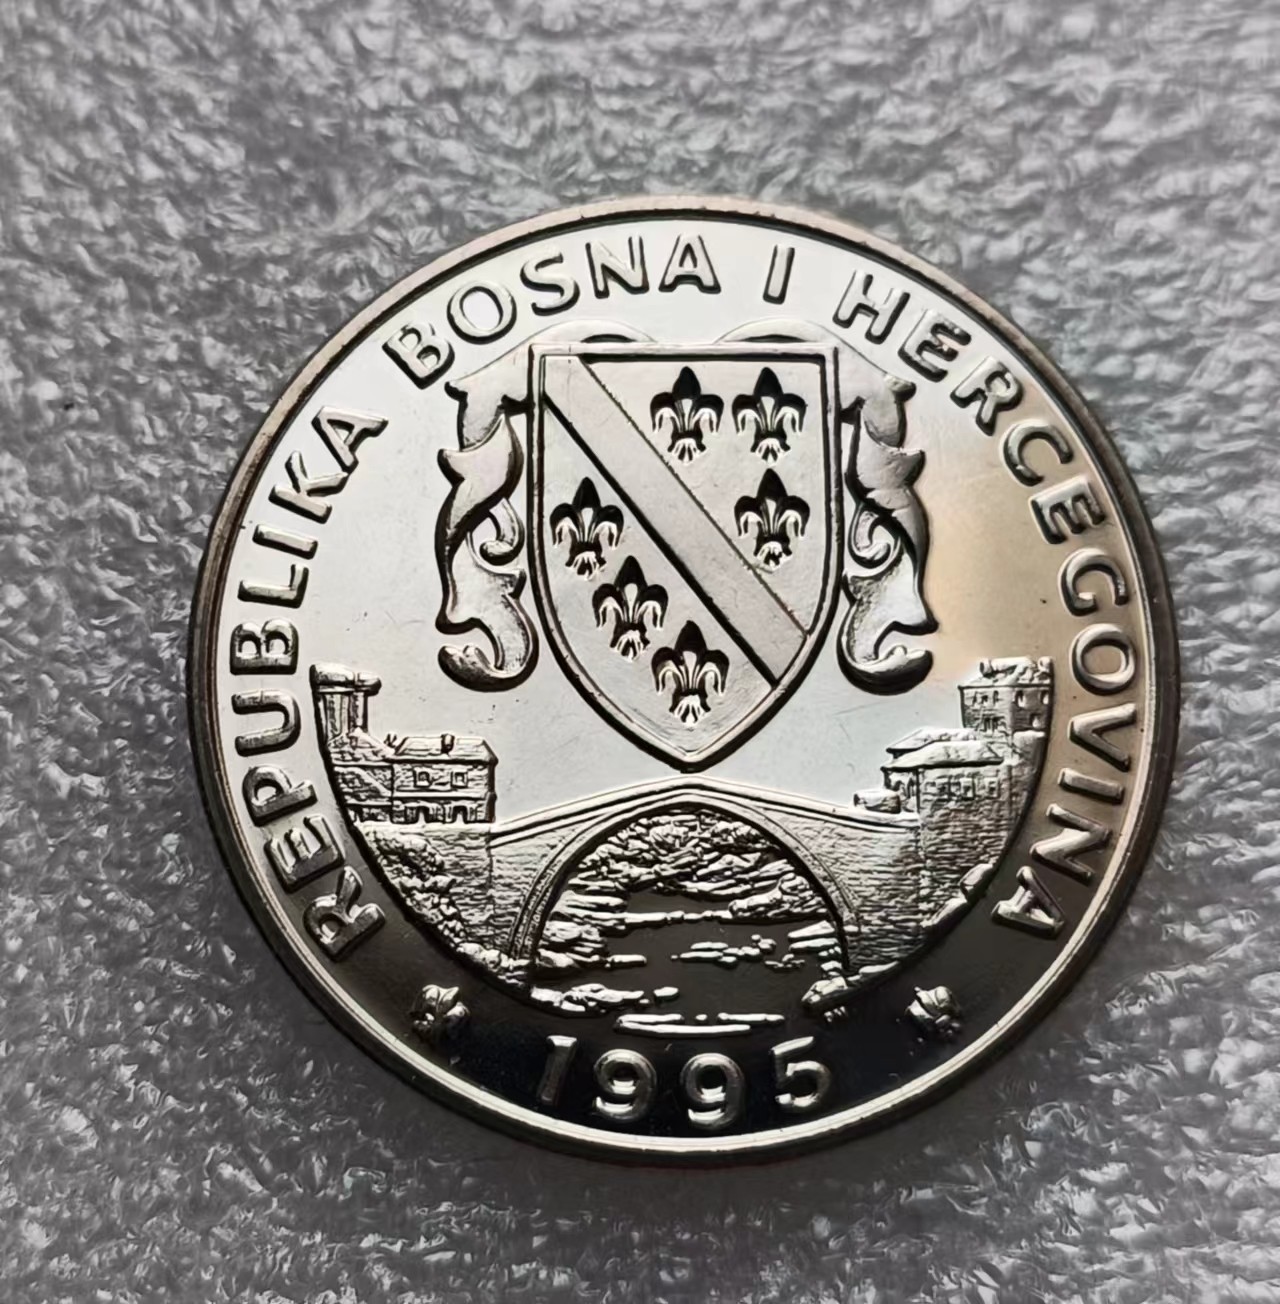 REPUBLIKA BOSNA I HERCEGOVINA
1995